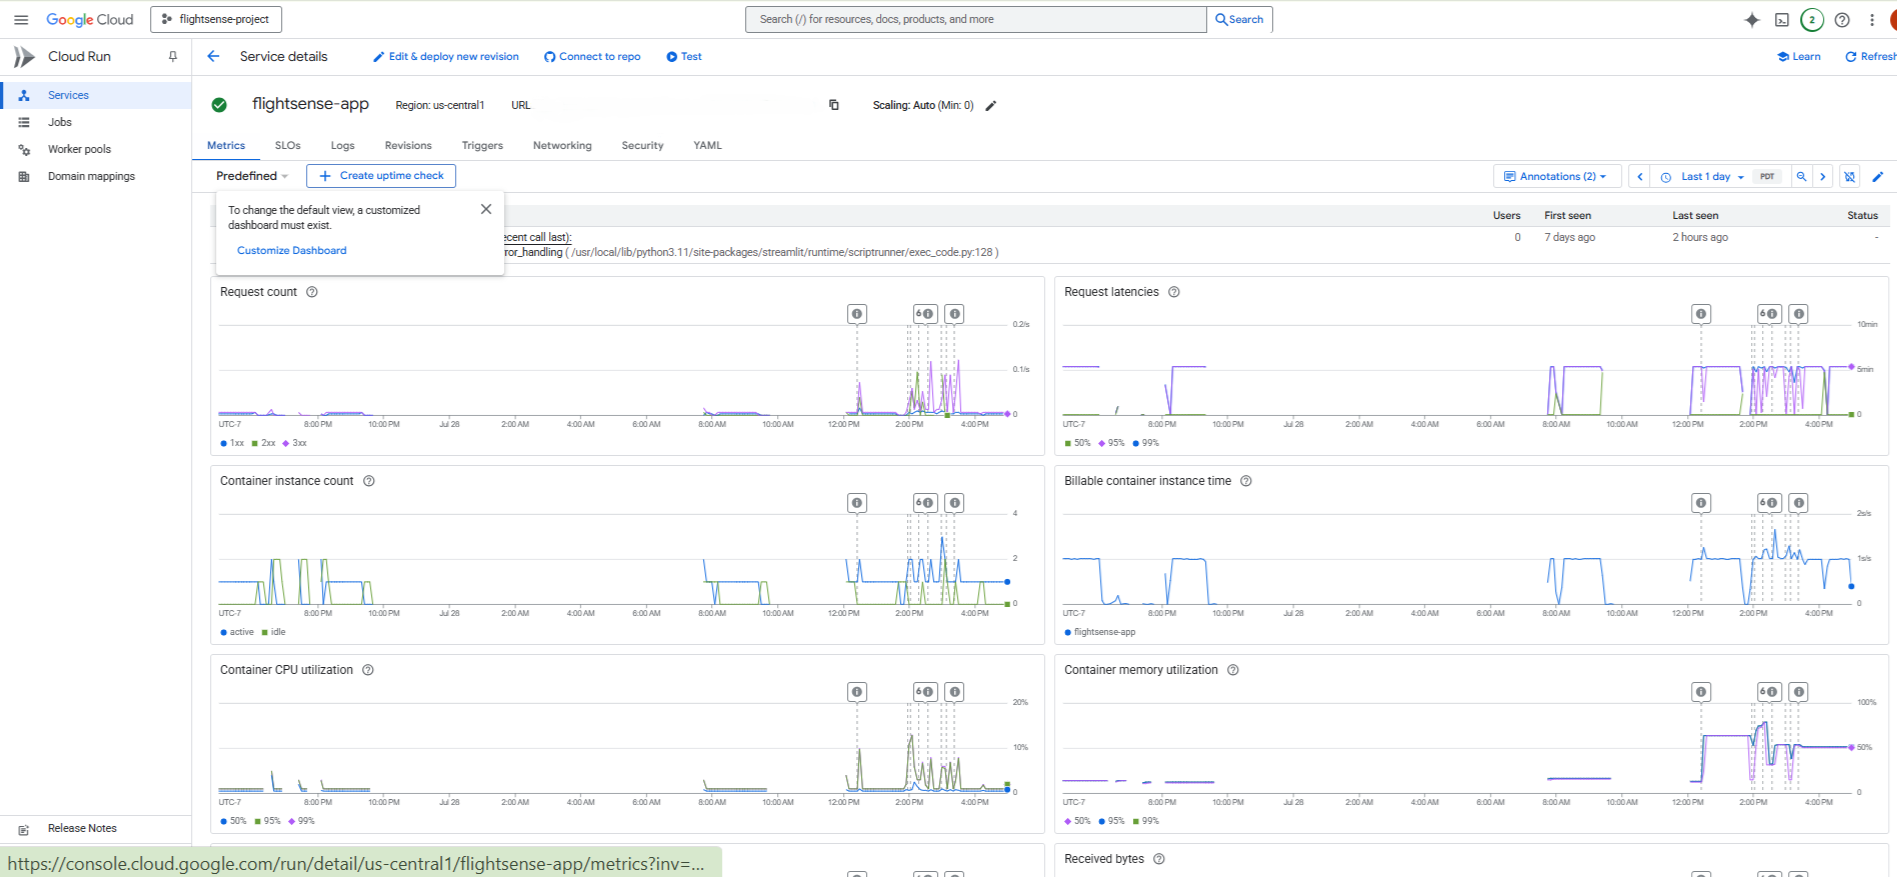 Google Cloud
flightsense-project
Search (/) for resources, docs, products, and more
Search
2
Cloud Run
Service details
Edit & deploy new revision
Connect to repo
Test
Learn
Refresh
Services
Jobs
Worker pools
Domain mappings
flightsense-app
Region: us-central1
URL
Scaling: Auto (Min: 0)
Metrics
SLOs
Logs
Revisions
Triggers
Networking
Security
YAML
Predefined
Create uptime check
Annotations (2)
Last 1 day
PDT
To change the default view, a customized
dashboard must exist.
Customize Dashboard
Users
First seen
Last seen
Status
ecent call last):
0
7 days ago
2 hours ago
-
ror_handling ( /usr/local/lib/python3.11/site-packages/streamlit/runtime/scriptrunner/exec_code.py:128 )
Request count
6
0.2/s
0.1/s
0
UTC-7 8:00 PM 10:00 PM Jul 28 2:00 AM 4:00 AM 6:00 AM 8:00 AM 10:00 AM 12:00 PM 2:00 PM 4:00 PM
1xx 2xx 3xx
Request latencies
6
10min
5min
0
UTC-7 8:00 PM 10:00 PM Jul 28 2:00 AM 4:00 AM 6:00 AM 8:00 AM 10:00 AM 12:00 PM 2:00 PM 4:00 PM
50% 95% 99%
Container instance count
6
4
2
0
UTC-7 8:00 PM 10:00 PM Jul 28 2:00 AM 4:00 AM 6:00 AM 8:00 AM 10:00 AM 12:00 PM 2:00 PM 4:00 PM
active idle
Billable container instance time
6
2s/s
1s/s
0
UTC-7 8:00 PM 10:00 PM Jul 28 2:00 AM 4:00 AM 6:00 AM 8:00 AM 10:00 AM 12:00 PM 2:00 PM 4:00 PM
flightsense-app
Container CPU utilization
6
20%
10%
0
UTC-7 8:00 PM 10:00 PM Jul 28 2:00 AM 4:00 AM 6:00 AM 8:00 AM 10:00 AM 12:00 PM 2:00 PM 4:00 PM
50% 95% 99%
Container memory utilization
6
100%
50%
0
UTC-7 8:00 PM 10:00 PM Jul 28 2:00 AM 4:00 AM 6:00 AM 8:00 AM 10:00 AM 12:00 PM 2:00 PM 4:00 PM
50% 95% 99%
Release Notes
Received bytes
https://console.cloud.google.com/run/detail/us-central1/flightsense-app/metrics?inv=...